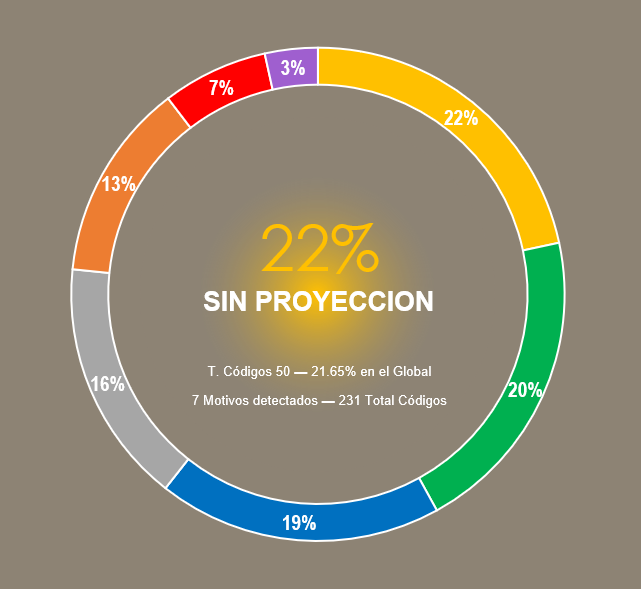 3%
7%
22%
13%
22%
SIN PROYECCION
T. Códigos 50 — 21.65% en el Global
16%
20%
7 Motivos detectados — 231 Total Códigos
19%